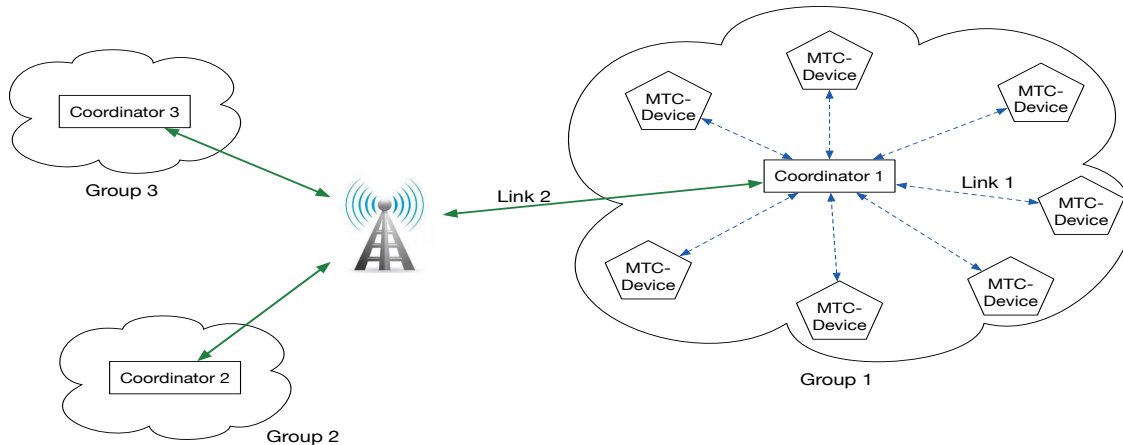 MTC-
Device
MTC-
Device
MTC-
Device
Coordinator 3
Group 3
Coordinator 1
Link 2
Link 1
MTC-
Device
MTC-
Device
MTC-
Device
MTC-
Device
Coordinator 2
Group 1
Group 2